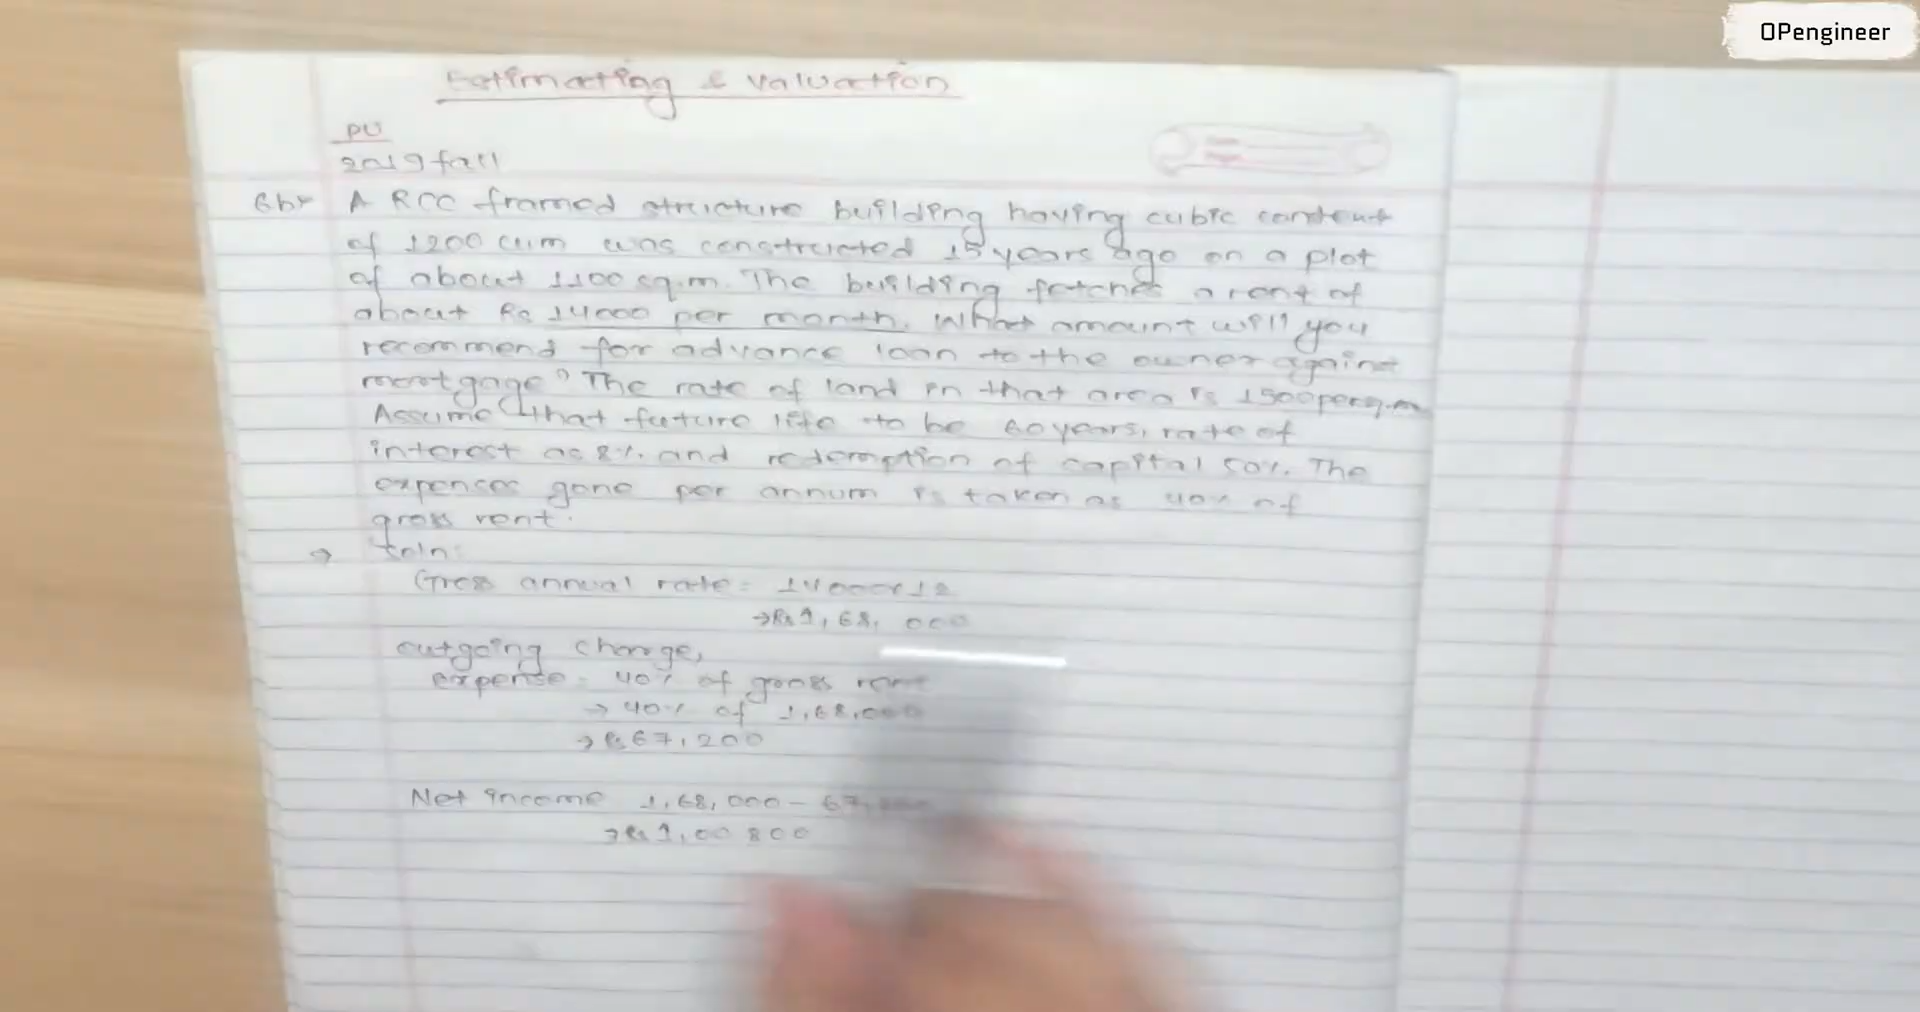 OPengineer
Estimating & Valuation
PU
2019 fall
6b> A RCC framed structure building having cubic content
of 1200 cum was constructed 15 years ago on a plot
of about 1100 sq.m. The building fetches a rent of
about Rs 14000 per month. What amount will you
recommend for advance loan to the owner against
mortgage? The rate of land in that area is 1500 per sq.m
Assume that future life to be 60 years, rate of
interest as 8% and redemption of capital 50%. The
expenses gone per annum is taken as 40% of
gross rent.
→ soln:
Gross annual rate = 14000x12
→Rs 1,68,000
outgoing charge,
expense = 40% of gross rent
→ 40% of 1,68,000
→ Rs 67,200
Net income 1,68,000 -
→Rs 1,00 800